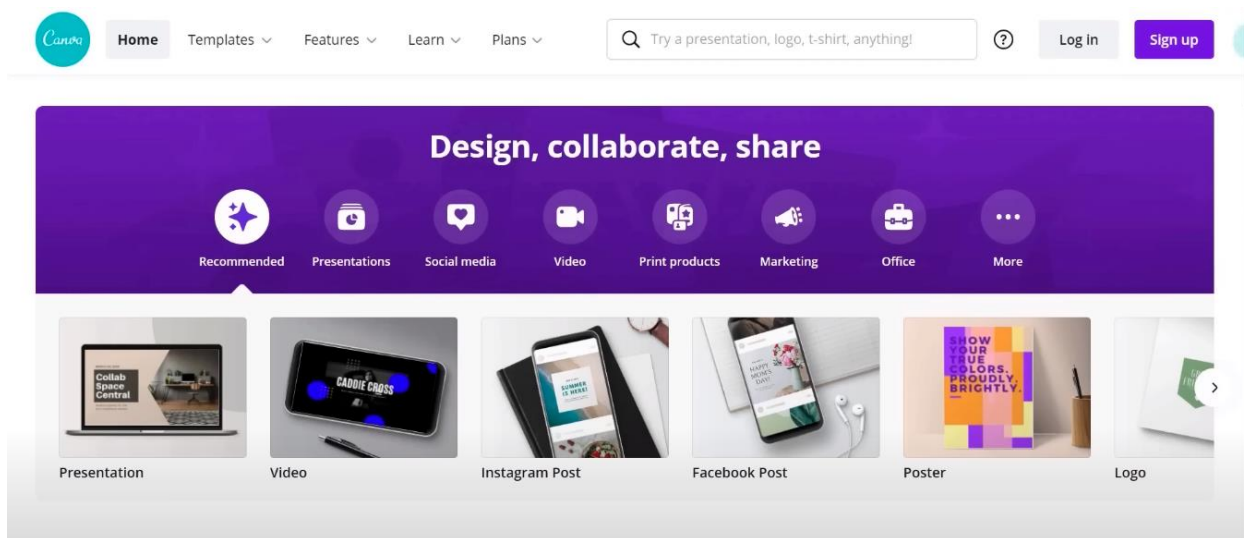 Canva
Home
Templates
Features
Learn
Plans
Try a presentation, logo, t-shirt, anything!
?
Log in
Sign up
Design, collaborate, share
Recommended
Presentations
Social media
Video
Print products
Marketing
Office
More
Collab
Space
Central
CADDIE CROSS
SUMMER
IS HERE!
HAPPY
MOM'S
DAY!
SHOW
YOUR
TRUE
COLORS.
PROUDLY.
BRIGHTLY.
Presentation
Video
Instagram Post
Facebook Post
Poster
Logo